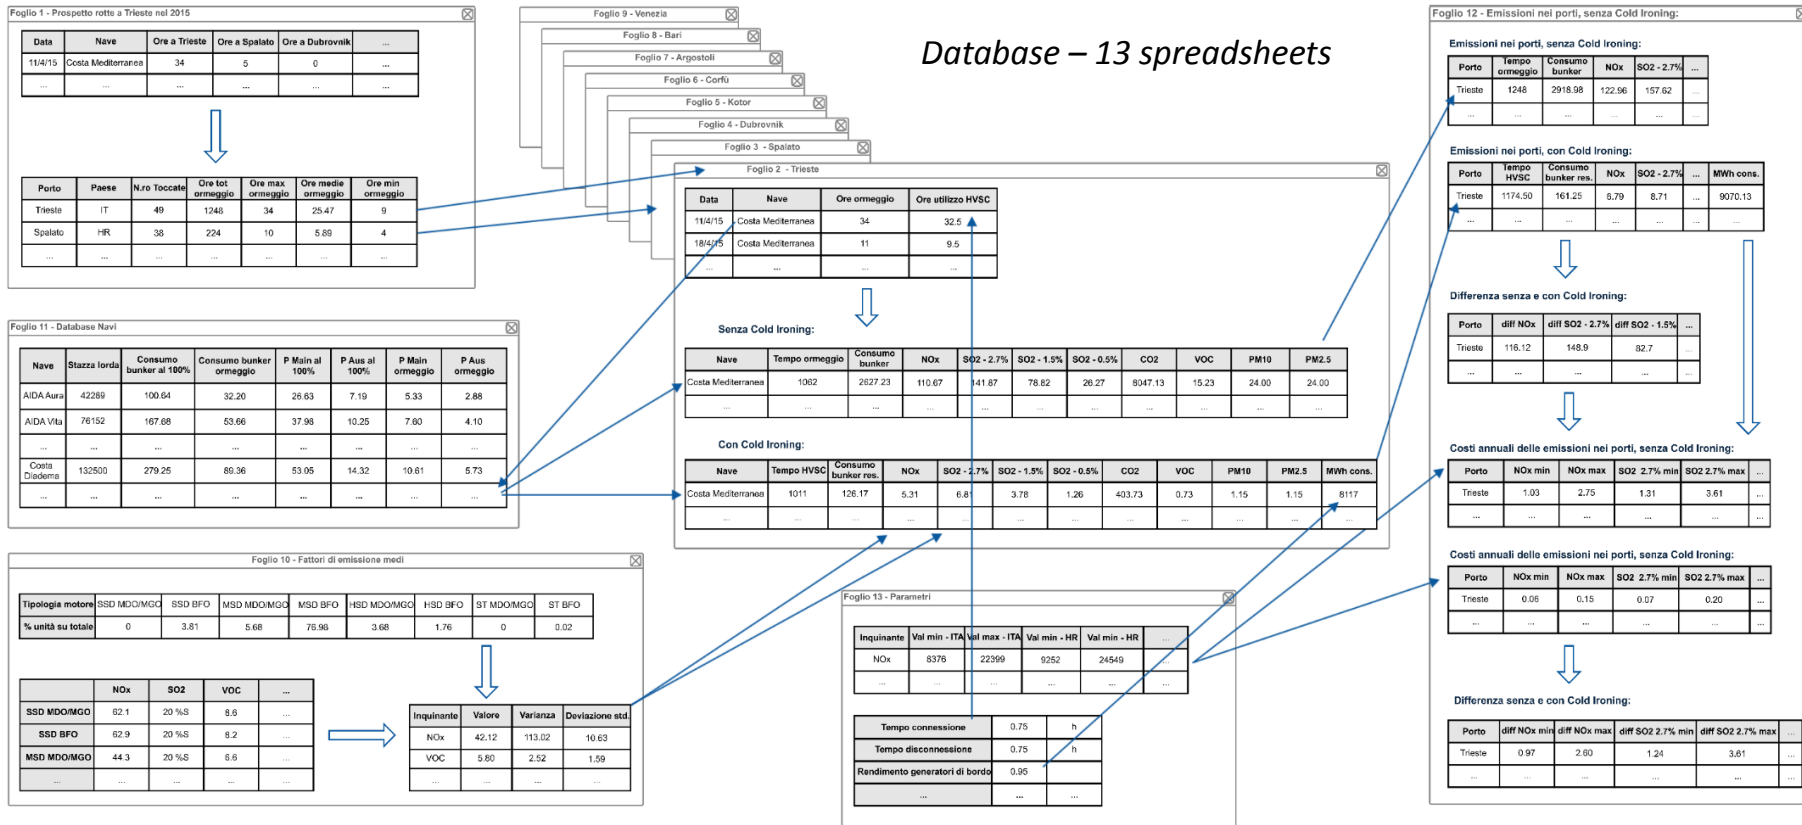 Database – 13 spreadsheets
Foglio 1 - Prospetto rotte a Trieste nel 2015
Data Nave Ore a Trieste Ore a Spalato Ore a Dubrovnik ...
11/4/15 Costa Mediterranea 34 5 0 ...
... ... ... ... ... ...
Porto Paese N.ro Toccate Ore tot ormeggio Ore max ormeggio Ore medie ormeggio Ore min ormeggio
Trieste IT 49 1248 34 25.47 9
Spalato HR 38 224 10 5.89 4
... ... ... ... ... ... ...
Foglio 9 - Venezia
Foglio 8 - Bari
Foglio 7 - Argostoli
Foglio 6 - Corfù
Foglio 5 - Kotor
Foglio 4 - Dubrovnik
Foglio 3 - Spalato
Foglio 2 - Trieste
Data Nave Ore ormeggio Ore utilizzo HVSC
11/4/15 Costa Mediterranea 34 32.5
18/4/15 Costa Mediterranea 11 9.5
... ... ... ...
Senza Cold Ironing:
Nave Tempo ormeggio Consumo bunker NOx SO2 - 2.7% SO2 - 1.5% SO2 - 0.5% CO2 VOC PM10 PM2.5
Costa Mediterranea 1062 2627.23 110.67 141.87 78.82 26.27 8047.13 15.23 24.00 24.00
... ... ... ... ... ... ... ... ... ... ...
Con Cold Ironing:
Nave Tempo HVSC Consumo bunker res. NOx SO2 - 2.7% SO2 - 1.5% SO2 - 0.5% CO2 VOC PM10 PM2.5 MWh cons.
Costa Mediterranea 1011 126.17 5.31 6.81 3.78 1.26 403.73 0.73 1.15 1.15 8117
... ... ... ... ... ... ... ... ... ... ... ...
Foglio 11 - Database Navi
Nave Stazza lorda Consumo bunker al 100% Consumo bunker ormeggio P Main al 100% P Aus al 100% P Main ormeggio P Aus ormeggio
AIDA Aura 42289 100.64 32.20 26.63 7.19 5.33 2.88
AIDA Vita 76152 167.68 53.66 37.98 10.25 7.60 4.10
... ... ... ... ... ... ... ...
Costa Diadema 132500 279.25 89.36 53.05 14.32 10.61 5.73
... ... ... ... ... ... ... ...
Foglio 10 - Fattori di emissione medi
Tipologia motore SSD MDO/MGO SSD BFO MSD MDO/MGO MSD BFO HSD MDO/MGO HSD BFO ST MDO/MGO ST BFO
% unità su totale 0 3.81 5.68 76.98 3.68 1.76 0 0.02
NOx SO2 VOC ...
SSD MDO/MGO 62.1 20 %S 8.6 ...
SSD BFO 62.9 20 %S 8.2 ...
MSD MDO/MGO 44.3 20 %S 6.6 ...
... ... ... ... ...
Inquinante Valore Varianza Deviazione std.
NOx 42.12 113.02 10.63
VOC 5.80 2.52 1.59
... ... ... ...
Foglio 13 - Parametri
Inquinante Val min - ITA Val max - ITA Val min - HR Val min - HR ...
NOx 8376 22399 9252 24549 ...
... ... ... ... ... ...
Tempo connessione 0.75 h
Tempo disconnessione 0.75 h
Rendimento generatori di bordo 0.95
... ... ...
Foglio 12 - Emissioni nei porti, senza Cold Ironing:
Emissioni nei porti, senza Cold Ironing:
Porto Tempo ormeggio Consumo bunker NOx SO2 - 2.7% ...
Trieste 1248 2918.98 122.96 157.62 ...
... ... ... ... ... ...
Emissioni nei porti, con Cold Ironing:
Porto Tempo HVSC Consumo bunker res. NOx SO2 - 2.7% ... MWh cons.
Trieste 1174.50 161.25 6.79 8.71 ... 9070.13
... ... ... ... ... ... ...
Differenza senza e con Cold Ironing:
Porto diff NOx diff SO2 - 2.7% diff SO2 - 1.5% ...
Trieste 116.12 148.9 82.7 ...
... ... ... ... ...
Costi annuali delle emissioni nei porti, senza Cold Ironing:
Porto NOx min NOx max SO2 2.7% min SO2 2.7% max ...
Trieste 1.03 2.75 1.31 3.61 ...
... ... ... ... ... ...
Costi annuali delle emissioni nei porti, senza Cold Ironing:
Porto NOx min NOx max SO2 2.7% min SO2 2.7% max ...
Trieste 0.06 0.15 0.07 0.20 ...
... ... ... ... ... ...
Differenza senza e con Cold Ironing:
Porto diff NOx min diff NOx max diff SO2 2.7% min diff SO2 2.7% max ...
Trieste 0.97 2.60 1.24 3.61 ...
... ... ... ... ... ...